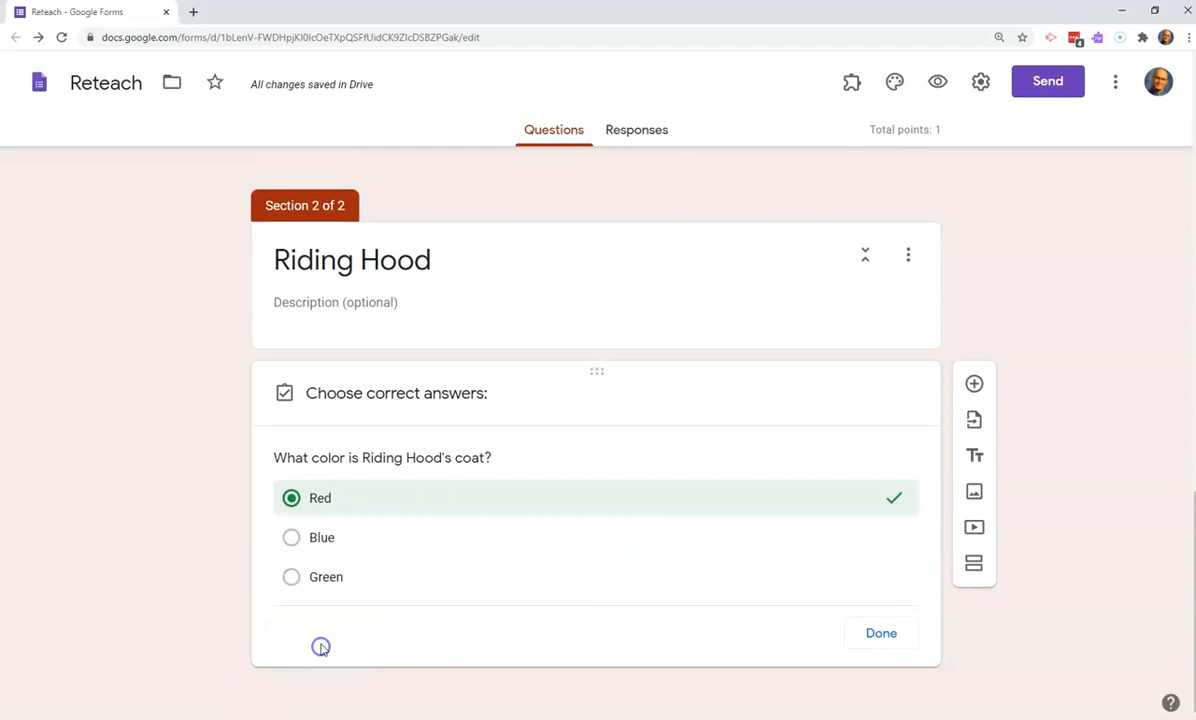 Reteach - Google Forms
docs.google.com/forms/d/1bLenV-FWDHpjKI0IcOeTXpQSFfUidCK9ZIcDSBZPGak/edit
4
Reteach
All changes saved in Drive
Send
Questions
Responses
Total points: 1
Section 2 of 2
Riding Hood
Description (optional)
Choose correct answers:
What color is Riding Hood's coat?
Red
Blue
Green
Done